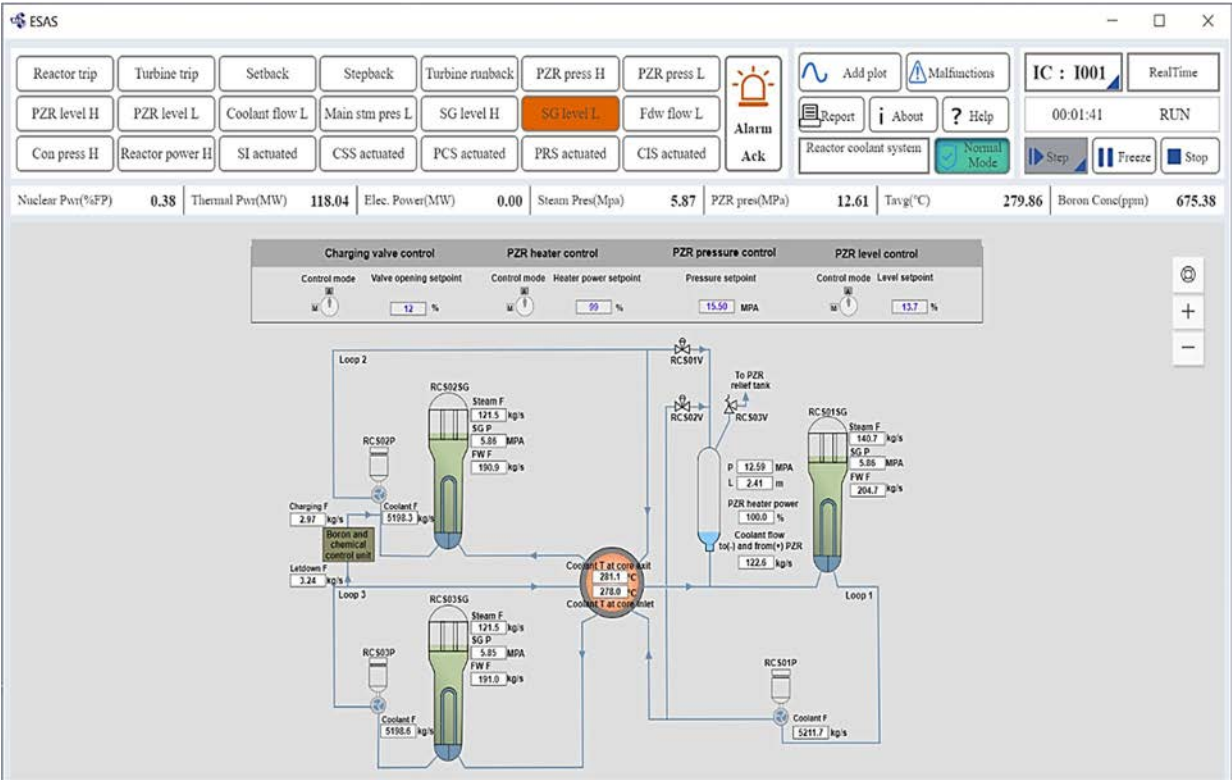 ESAS
Reactor trip Turbine trip Setback Stepback Turbine runback PZR press H PZR press L
PZR level H PZR level L Coolant flow L Main stm pres L SG level H SG level L Fdw flow L
Con press H Reactor power H SI actuated CSS actuated PCS actuated PRS actuated CIS actuated
Alarm
Ack
Add plot Malfunctions
Report i About ? Help
Reactor coolant system Normal
Mode
IC : I001 RealTime
00:01:41 RUN
Step Freeze Stop
Nuclear Pwr(%FP) 0.38 Thermal Pwr(MW) 118.04 Elec. Power(MW) 0.00 Steam Pres(Mpa) 5.87 PZR pres(MPa) 12.61 Tavg(°C) 279.86 Boron Conc(ppm) 675.38
Charging valve control PZR heater control PZR pressure control PZR level control
Control mode Valve opening setpoint Control mode Heater power setpoint Pressure setpoint Control mode Level setpoint
A A A
M 12 % M 99 % 15.50 MPA M 13.7 %
Loop 2
RCS01V
To PZR
relief tank
RCS02V RCS03V
RCS02SG
Steam F
121.5 kg/s
SG P
5.86 MPA
FW F
190.9 kg/s
RCS02P
Coolant F
5198.3 kg/s
Charging F
2.97 kg/s
Boron and
chemical
control unit
Letdown F
3.24 kg/s
Loop 3
P 12.59 MPA
L 2.41 m
PZR heater power
100.0 %
Coolant flow
to(-) and from(+) PZR
122.6 kg/s
RCS01SG
Steam F
140.7 kg/s
SG P
5.86 MPA
FW F
204.7 kg/s
Coolant T at core exit
281.1 °C
278.0 °C
Coolant T at core inlet
Loop 1
RCS03SG
Steam F
121.5 kg/s
SG P
5.85 MPA
FW F
191.0 kg/s
RCS03P
Coolant F
5198.6 kg/s
RCS01P
Coolant F
5211.7 kg/s